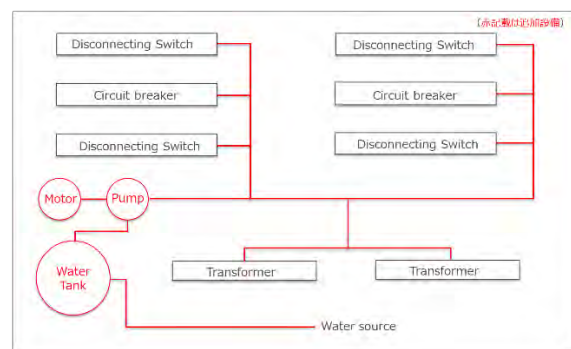 (赤記載は追加設備)
Disconnecting Switch
Disconnecting Switch
Circuit breaker
Circuit breaker
Disconnecting Switch
Disconnecting Switch
Motor
Pump
Water
Tank
Transformer
Transformer
Water source